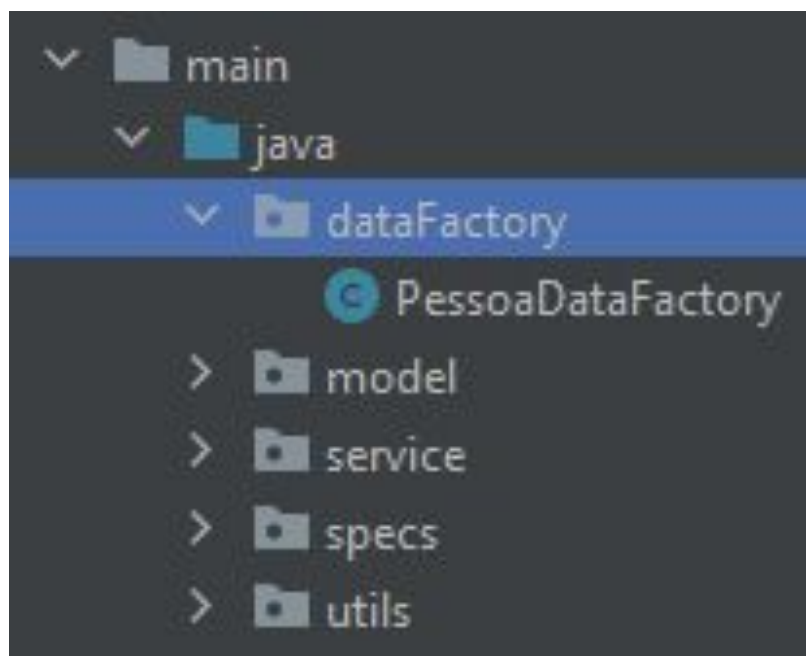 main
java
dataFactory
PessoaDataFactory
model
service
specs
utils